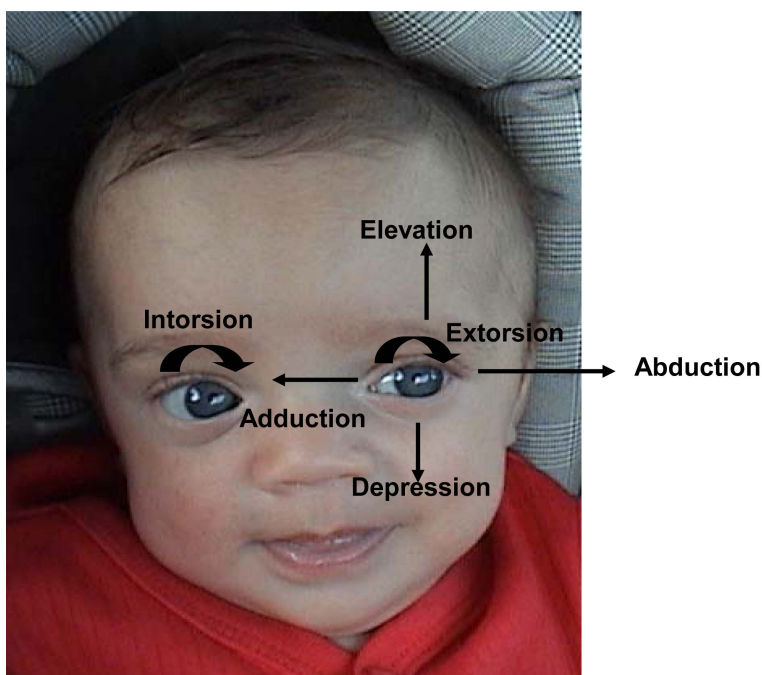 Elevation
Intorsion
Extorsion
Abduction
Adduction
Depression